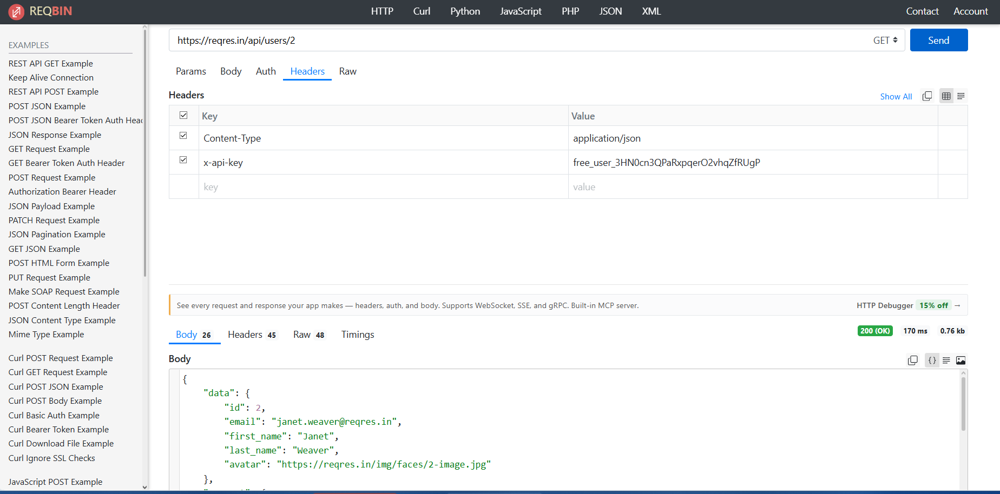 REQBIN
HTTP Curl Python JavaScript PHP JSON XML
Contact Account
EXAMPLES
REST API GET Example
Keep Alive Connection
REST API POST Example
POST JSON Example
POST JSON Bearer Token Auth Head
JSON Response Example
GET Request Example
GET Bearer Token Auth Header
POST Request Example
Authorization Bearer Header
JSON Payload Example
PATCH Request Example
JSON Pagination Example
GET JSON Example
POST HTML Form Example
PUT Request Example
Make SOAP Request Example
POST Content Length Header
JSON Content Type Example
Mime Type Example
Curl POST Request Example
Curl GET Request Example
Curl POST JSON Example
Curl POST Body Example
Curl Basic Auth Example
Curl Bearer Token Example
Curl Download File Example
Curl Ignore SSL Checks
JavaScript POST Example
https://reqres.in/api/users/2
GET
Send
Params Body Auth Headers Raw
Headers
Show All
Key Value
Content-Type application/json
x-api-key free_user_3HN0cn3QPaRxpqerO2vhqZfRUgP
key value
See every request and response your app makes — headers, auth, and body. Supports WebSocket, SSE, and gRPC. Built-in MCP server.
HTTP Debugger 15% off →
Body 26 Headers 45 Raw 48 Timings
200 (OK) 170 ms 0.76 kb
Body
{
"data": {
"id": 2,
"email": "janet.weaver@reqres.in",
"first_name": "Janet",
"last_name": "Weaver",
"avatar": "https://reqres.in/img/faces/2-image.jpg"
},